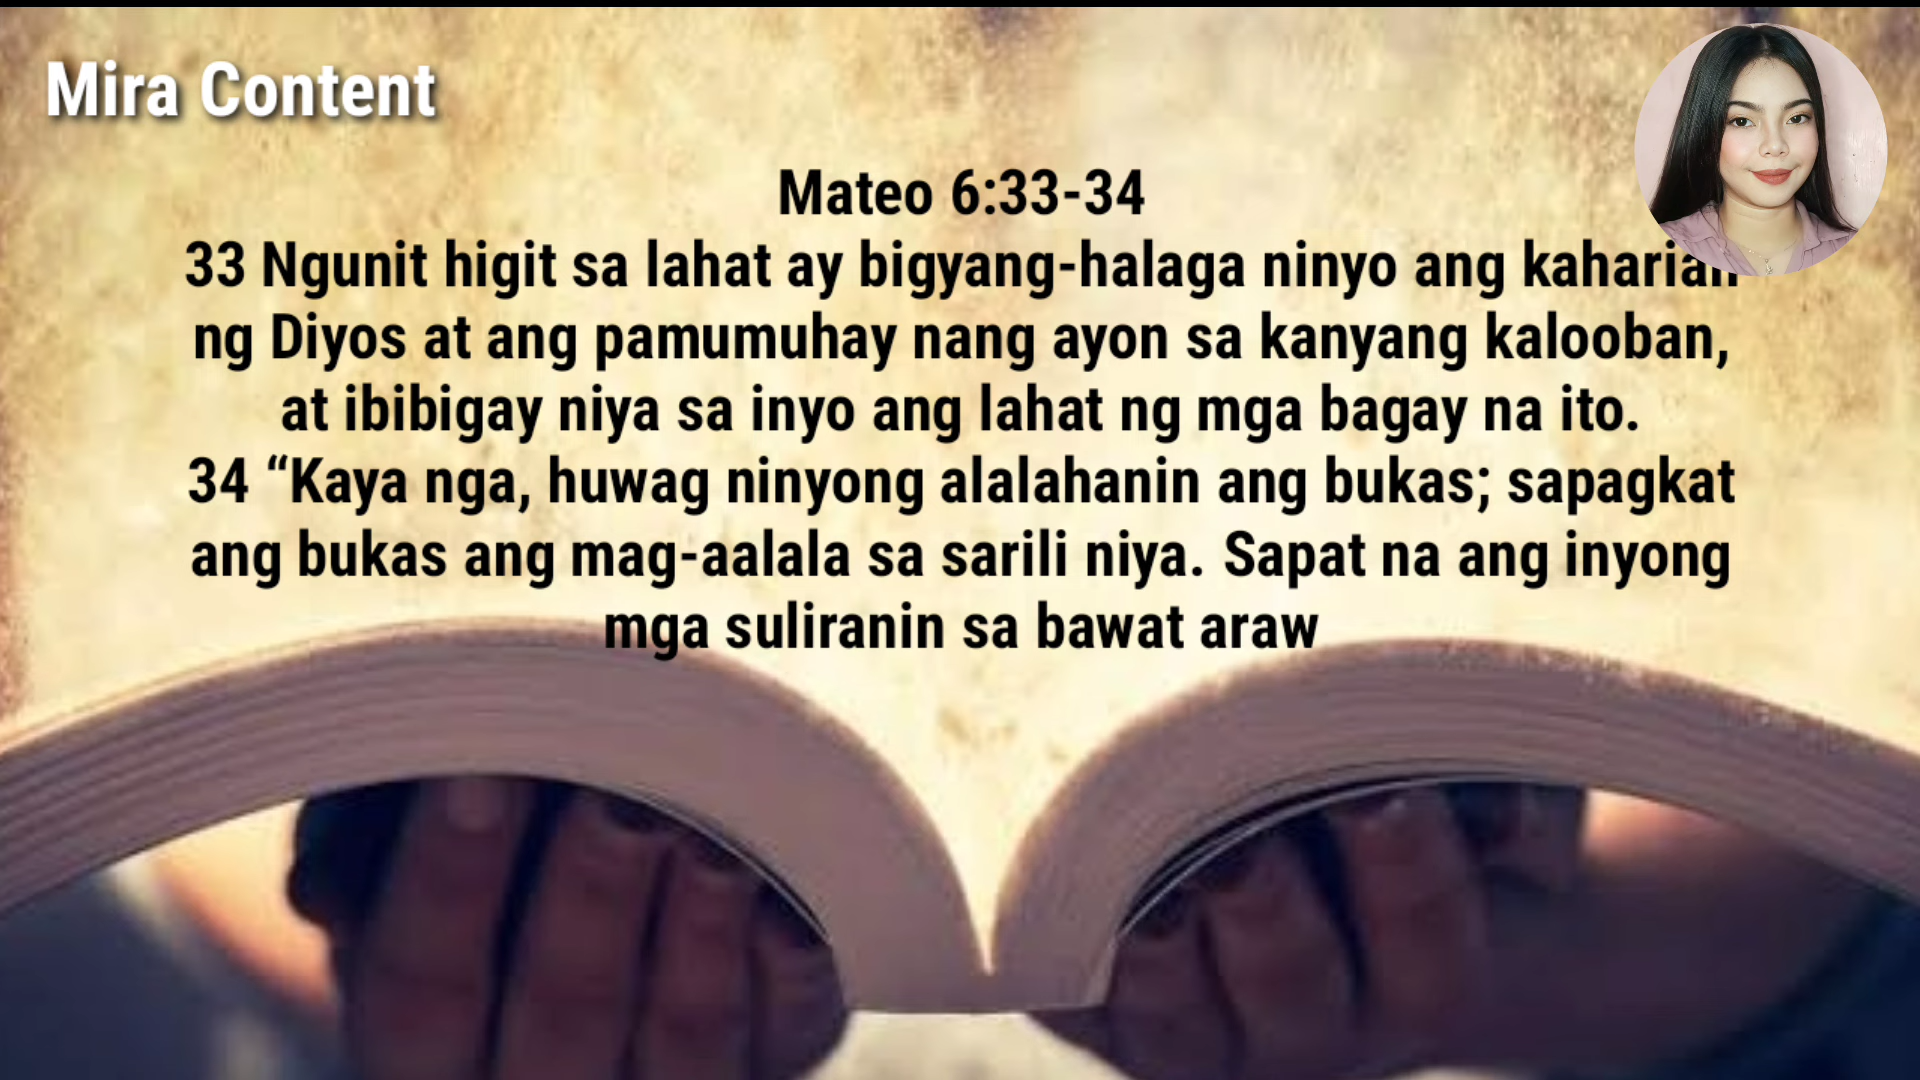 Mira Content
Mateo 6:33-34
33 Ngunit higit sa lahat ay bigyang-halaga ninyo ang kaharian
ng Diyos at ang pamumuhay nang ayon sa kanyang kalooban,
at ibibigay niya sa inyo ang lahat ng mga bagay na ito.
34 “Kaya nga, huwag ninyong alalahanin ang bukas; sapagkat
ang bukas ang mag-aalala sa sarili niya. Sapat na ang inyong
mga suliranin sa bawat araw